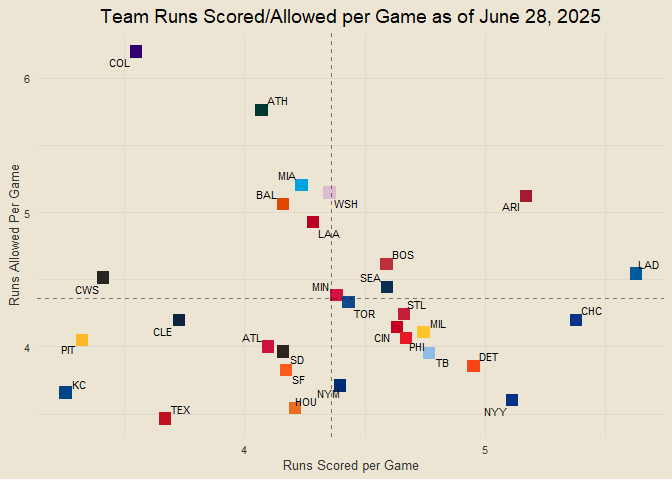 Team Runs Scored/Allowed per Game as of June 28, 2025
COL
6
ATH
MIA
BAL
WSH
ARI
5
LAA
BOS
LAD
SEA
CWS
MIN
STL
CHC
TOR
MIL
CLE
ATL
CIN
PHI
PIT
4
SD
TB
DET
SF
KC
NYM
HOU
TEX
NYY
4
5
Runs Scored per Game
Runs Allowed Per Game